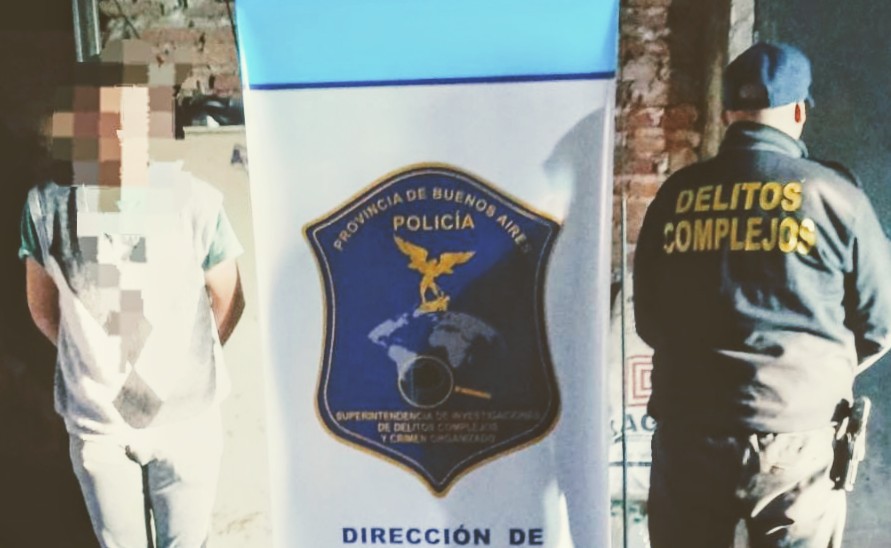 PROVINCIA DE BUENOS AIRES
POLICÍA
SUPERINTENDENCIA DE INVESTIGACIONES
DE DELITOS COMPLEJOS
Y CRIMEN ORGANIZADO
DIRECCIÓN DE
DELITOS
COMPLEJOS